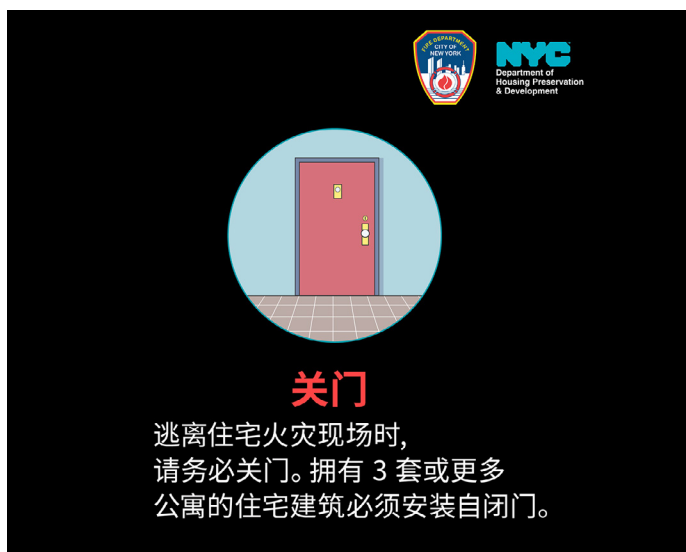 FIRE DEPARTMENT
CITY OF
NEW YORK
NYC
Department of
Housing Preservation
& Development
关门
逃离住宅火灾现场时,
请务必关门。拥有 3 套或更多
公寓的住宅建筑必须安装自闭门。